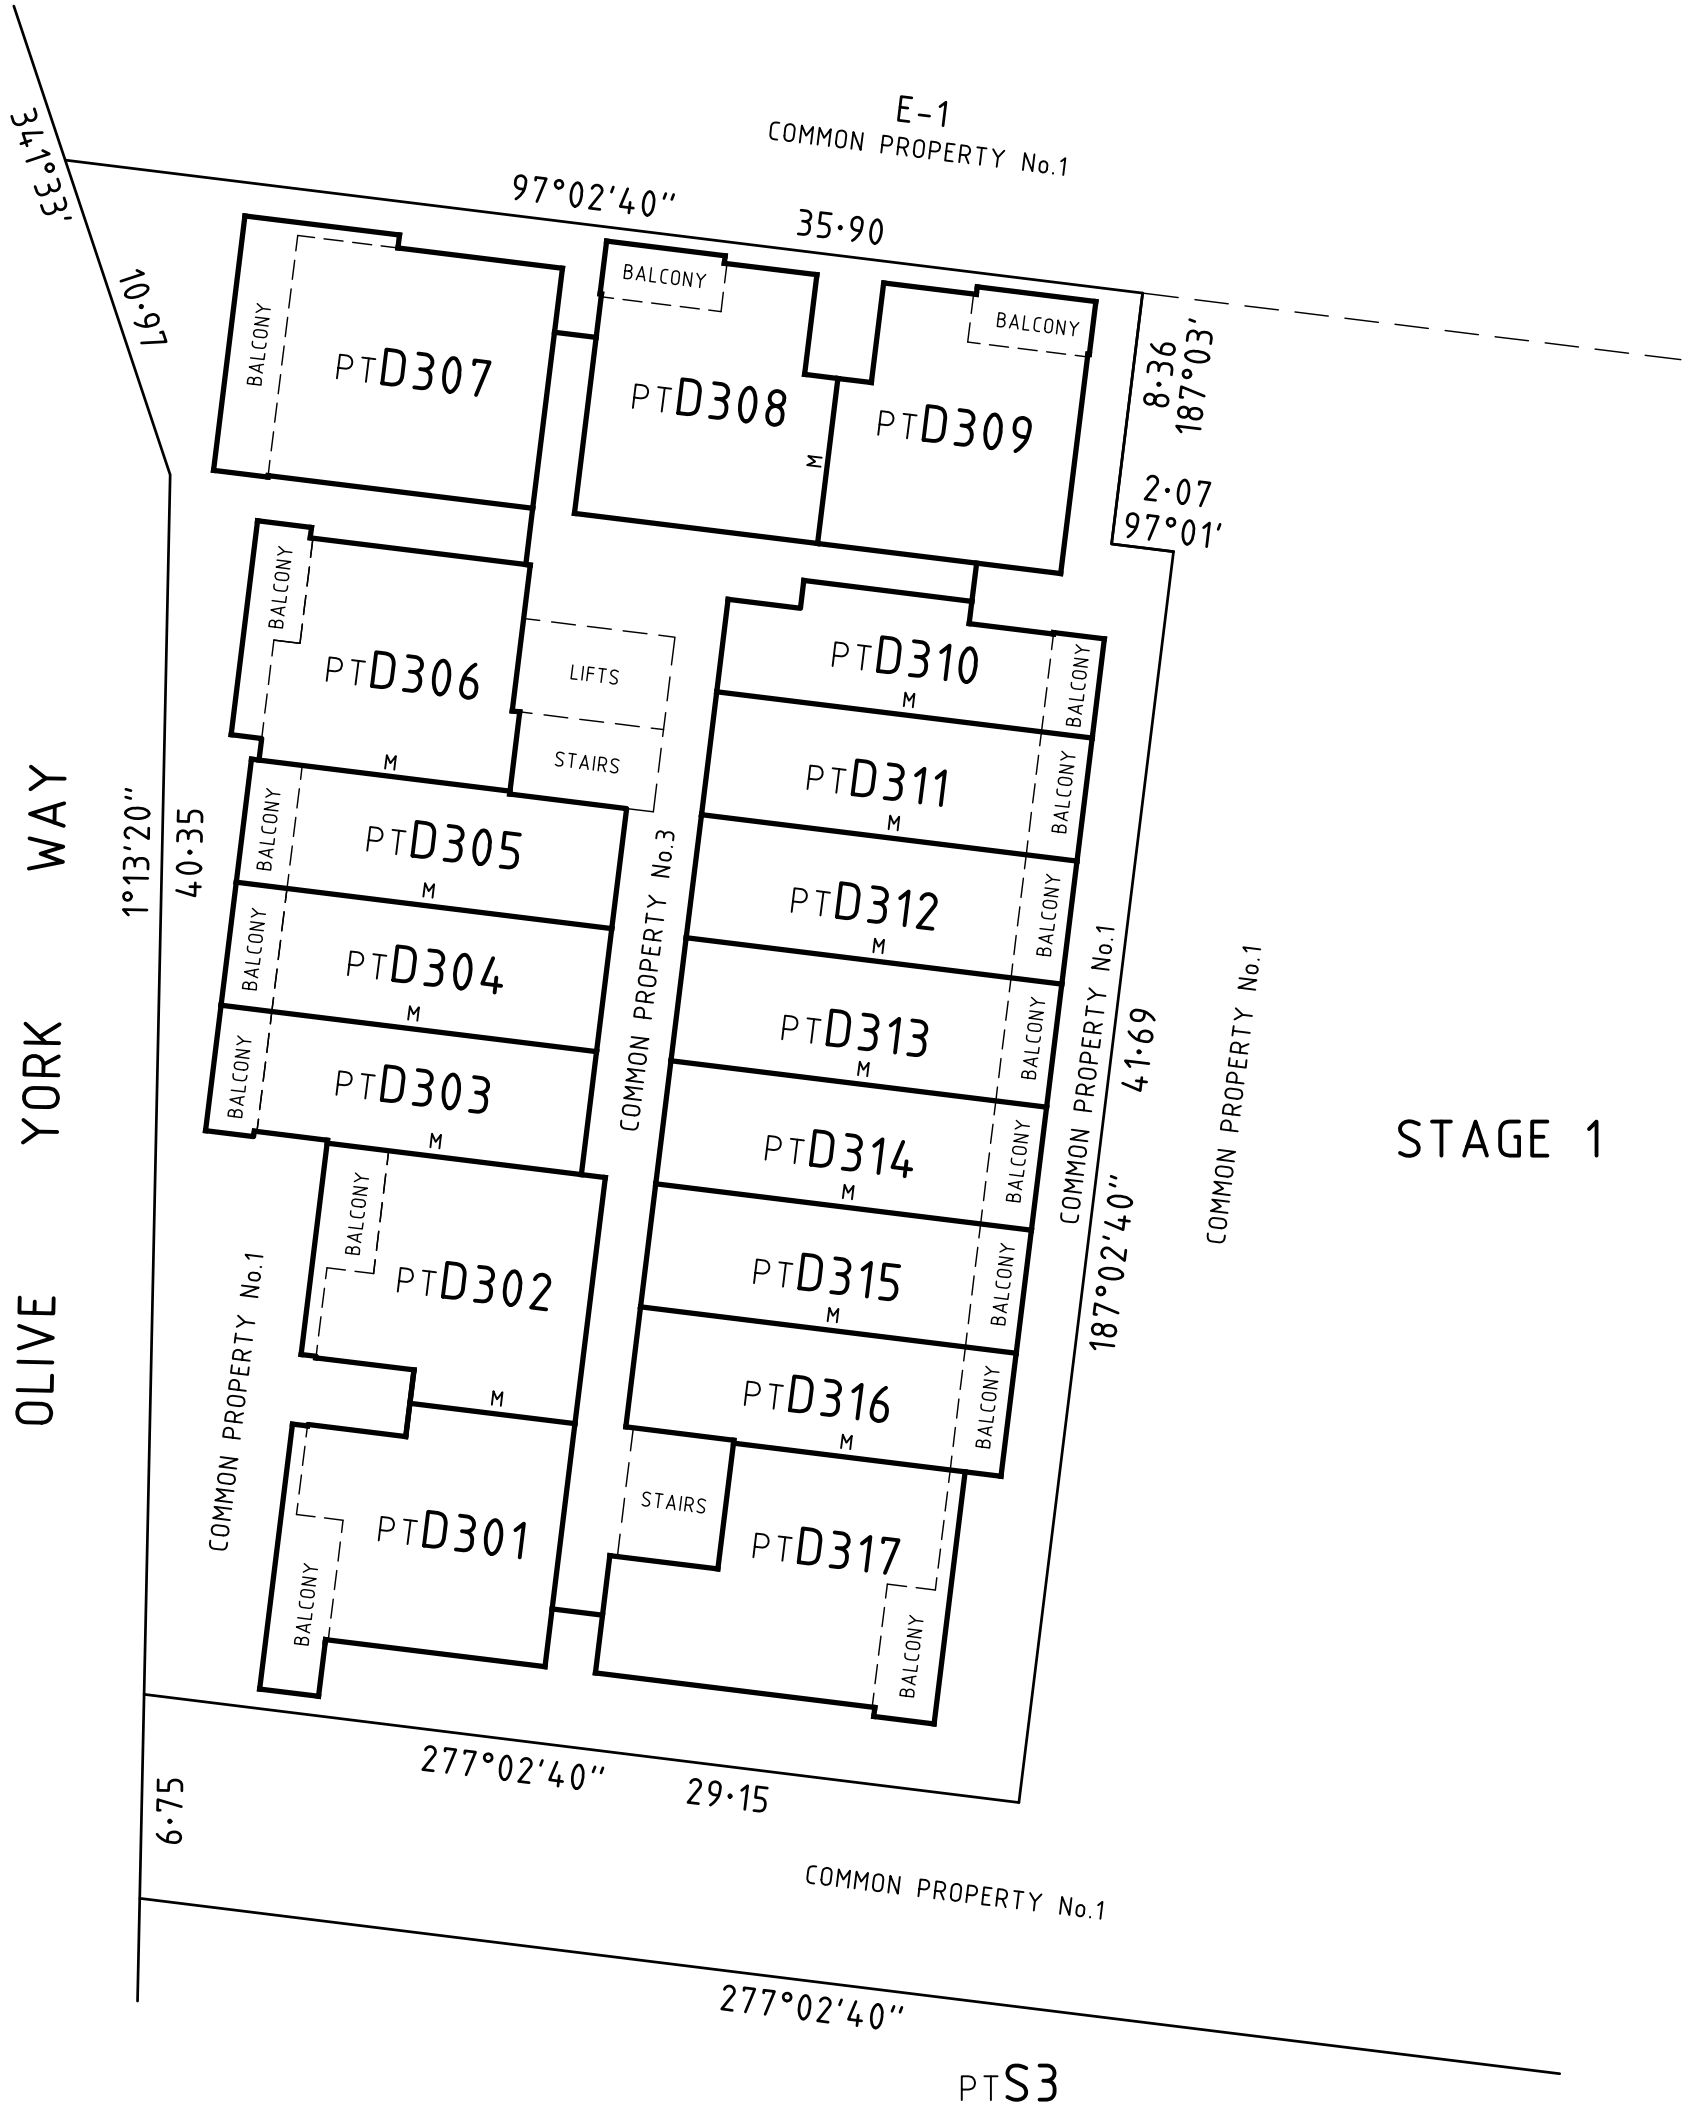 E-1
COMMON PROPERTY No.1
341°33'
10·97
97°02'40"
35·90
8·36
187°03'
2·07
97°01'
BALCONY
PTD307
BALCONY
PTD308
M
BALCONY
PTD309
BALCONY
PTD306
M
LIFTS
STAIRS
PTD310
M
BALCONY
PTD311
M
BALCONY
BALCONY
PTD305
M
PTD312
M
BALCONY
BALCONY
PTD304
M
PTD313
M
BALCONY
BALCONY
PTD303
M
PTD314
M
BALCONY
COMMON PROPERTY No.3
BALCONY
PTD302
M
PTD315
M
BALCONY
PTD316
M
BALCONY
BALCONY
PTD301
STAIRS
PTD317
BALCONY
COMMON PROPERTY No.1
COMMON PROPERTY No.1
41·69
187°02'40"
COMMON PROPERTY No.1
STAGE 1
OLIVE YORK WAY
1°13'20"
40·35
277°02'40"
29·15
6·75
COMMON PROPERTY No.1
277°02'40"
PTS3